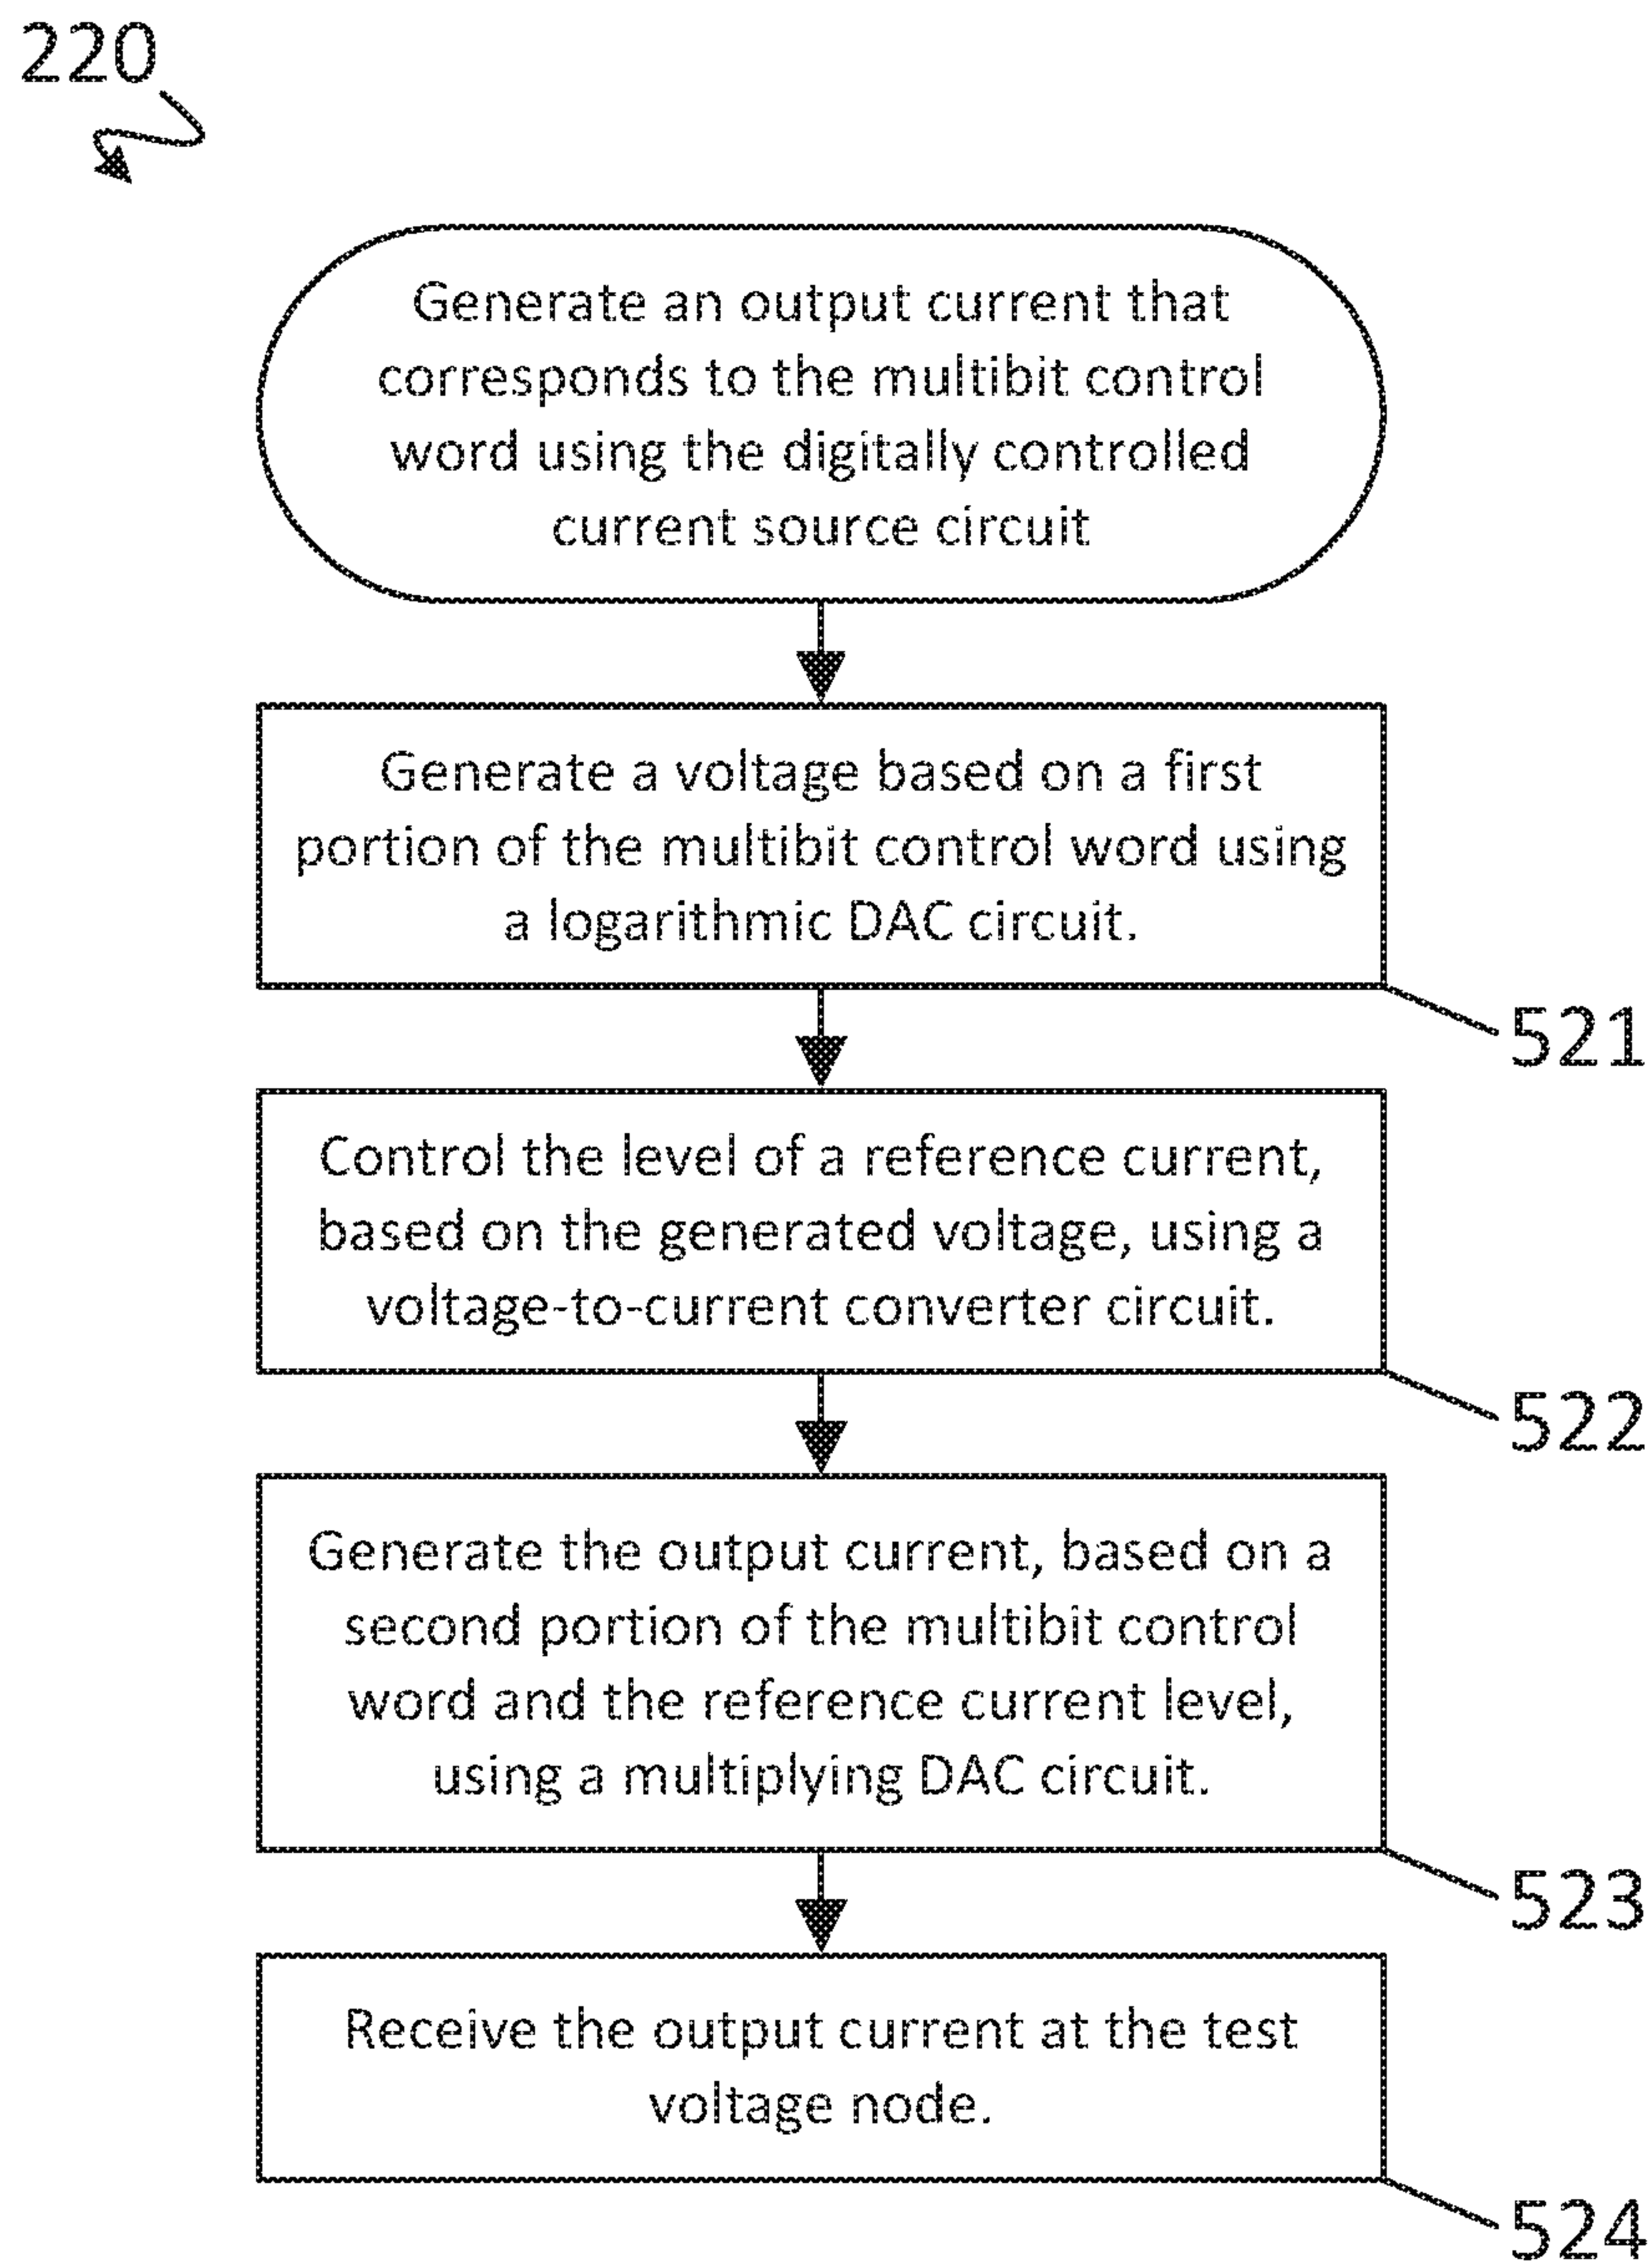 220
Generate an output current that
corresponds to the multibit control
word using the digitally controlled
current source circuit
Generate a voltage based on a first
portion of the multibit control word using
a logarithmic DAC circuit.
521
Control the level of a reference current,
based on the generated voltage, using a
voltage-to-current converter circuit.
522
Generate the output current, based on a
second portion of the multibit control
word and the reference current level,
using a multiplying DAC circuit.
523
Receive the output current at the test
voltage node.
524